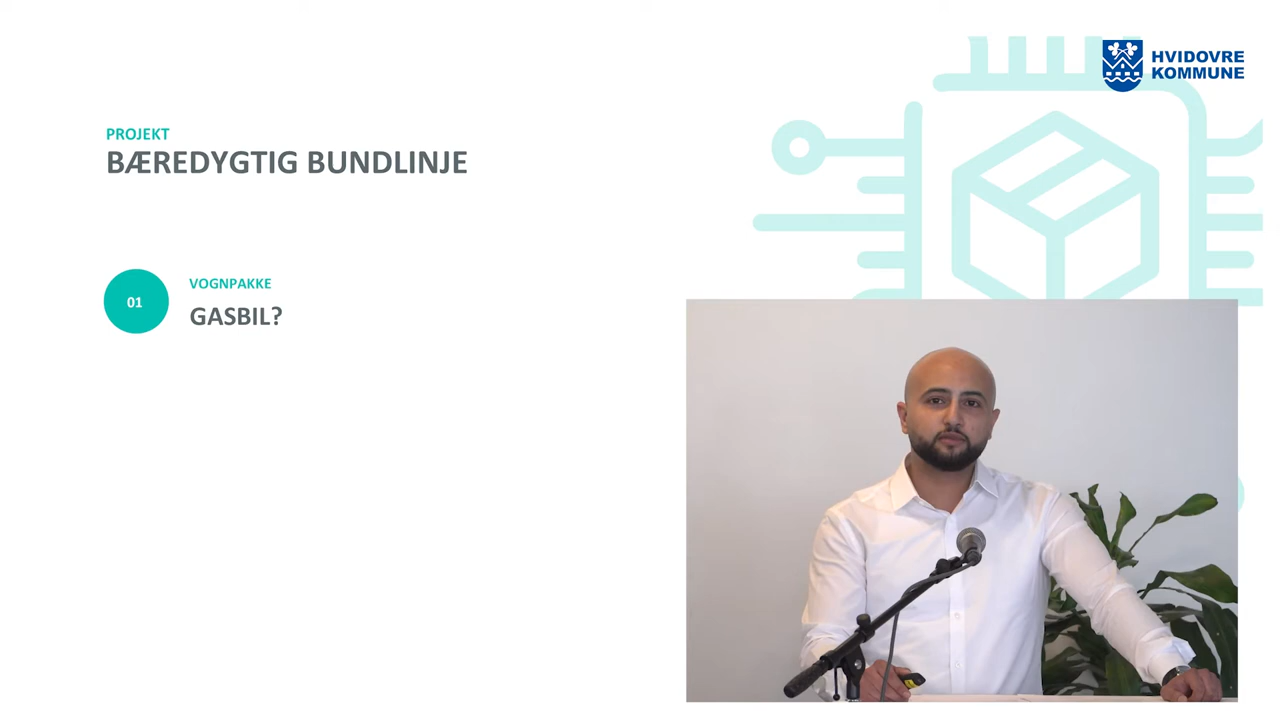 HVIDOVRE
KOMMUNE
PROJEKT
BÆREDYGTIG BUNDLINJE
01
VOGNPAKKE
GASBIL?